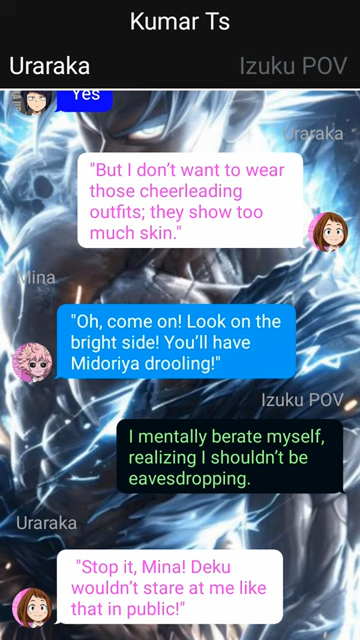 Kumar Ts
Uraraka
Izuku POV
Yes
Uraraka
"But I don’t want to wear
those cheerleading
outfits; they show too
much skin."
Mina
"Oh, come on! Look on the
bright side! You’ll have
Midoriya drooling!"
Izuku POV
I mentally berate myself,
realizing I shouldn’t be
eavesdropping.
Uraraka
"Stop it, Mina! Deku
wouldn’t stare at me like
that in public!"